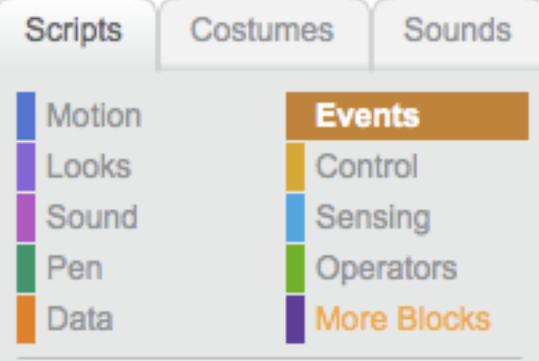 Scripts Costumes Sounds
Motion Events
Looks Control
Sound Sensing
Pen Operators
Data More Blocks